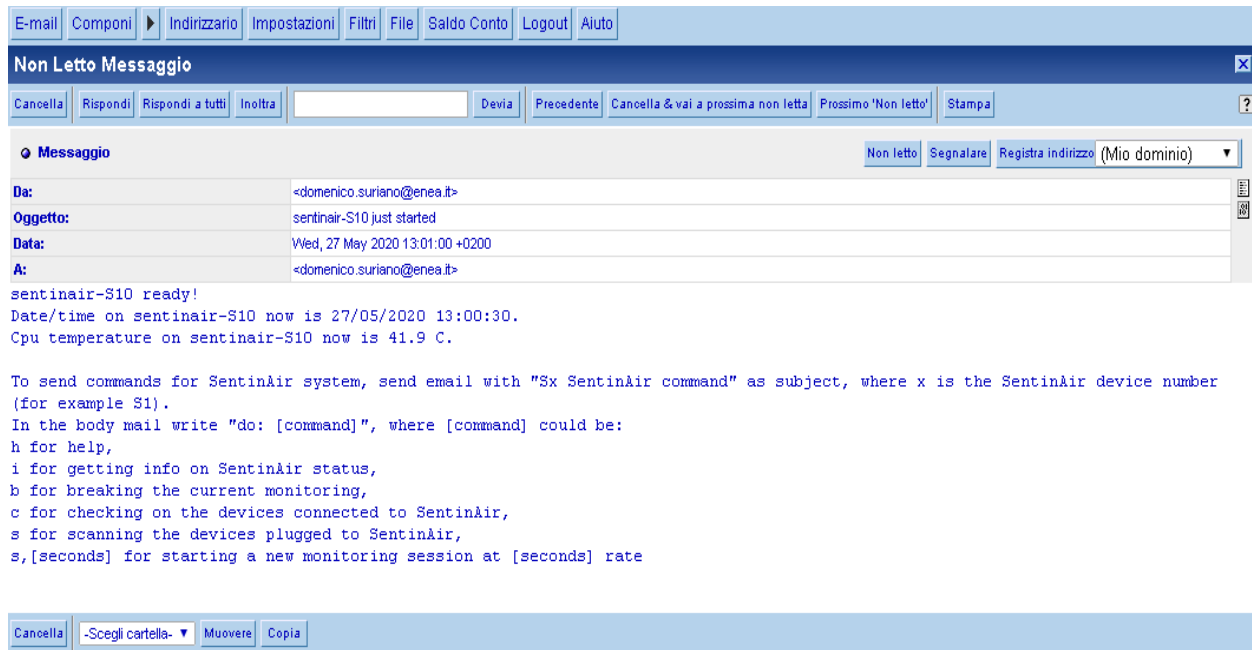 E-mail Componi Indirizzario Impostazioni Filtri File Saldo Conto Logout Aiuto
Non Letto Messaggio
Cancella Rispondi Rispondi a tutti Inoltra Devia Precedente Cancella & vai a prossima non letta Prossimo 'Non letto' Stampa ?
Messaggio Non letto Segnalare Registra indirizzo (Mio dominio)
Da: <domenico.suriano@enea.it>
Oggetto: sentinair-S10 just started
Data: Wed, 27 May 2020 13:01:00 +0200
A: <domenico.suriano@enea.it>
sentinair-S10 ready!
Date/time on sentinair-S10 now is 27/05/2020 13:00:30.
Cpu temperature on sentinair-S10 now is 41.9 C.
To send commands for SentinAir system, send email with "Sx SentinAir command" as subject, where x is the SentinAir device number
(for example S1).
In the body mail write "do: [command]", where [command] could be:
h for help,
i for getting info on SentinAir status,
b for breaking the current monitoring,
c for checking on the devices connected to SentinAir,
s for scanning the devices plugged to SentinAir,
s,[seconds] for starting a new monitoring session at [seconds] rate
Cancella -Scegli cartella- Muovere Copia